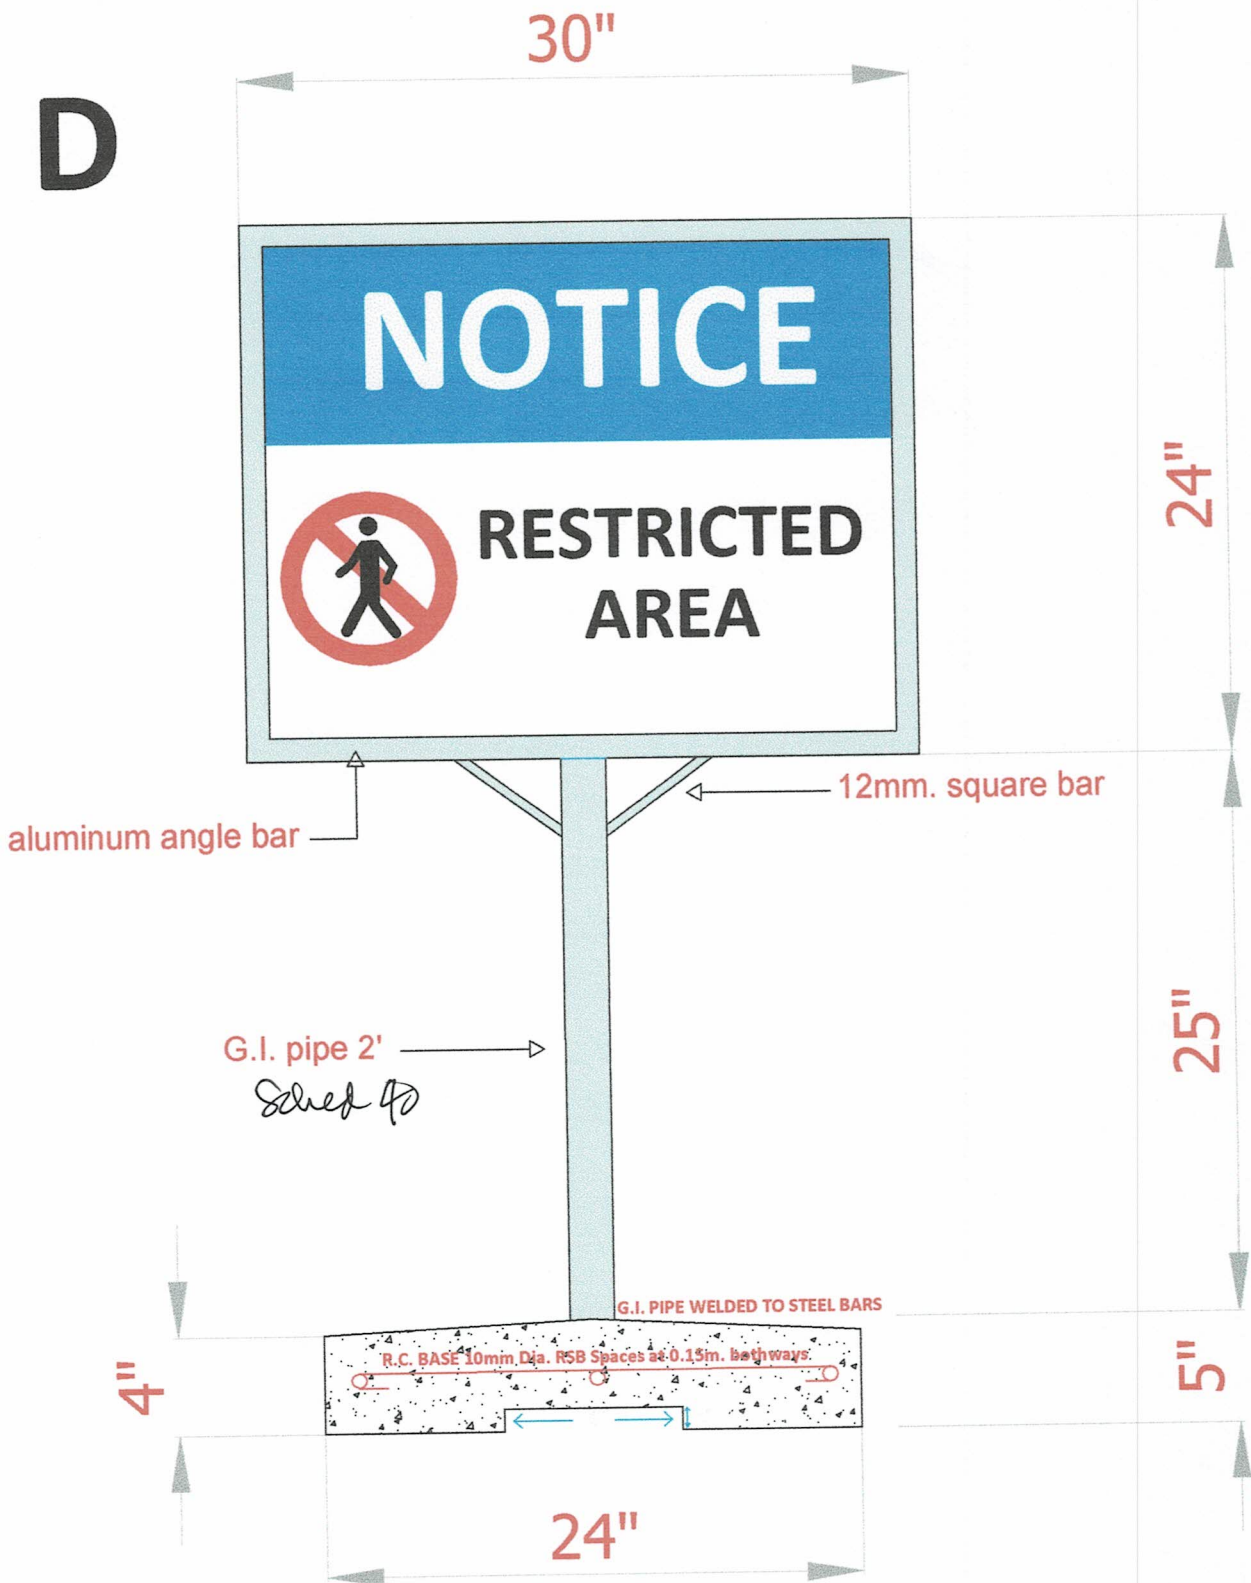 30"
D
NOTICE
RESTRICTED
AREA
24"
12mm. square bar
aluminum angle bar
25"
G.I. pipe 2'
Sched 40
G.I. PIPE WELDED TO STEEL BARS
R.C. BASE 10mm Dia. RSB Spaces at 0.15m. bothways.
4"
5"
24"